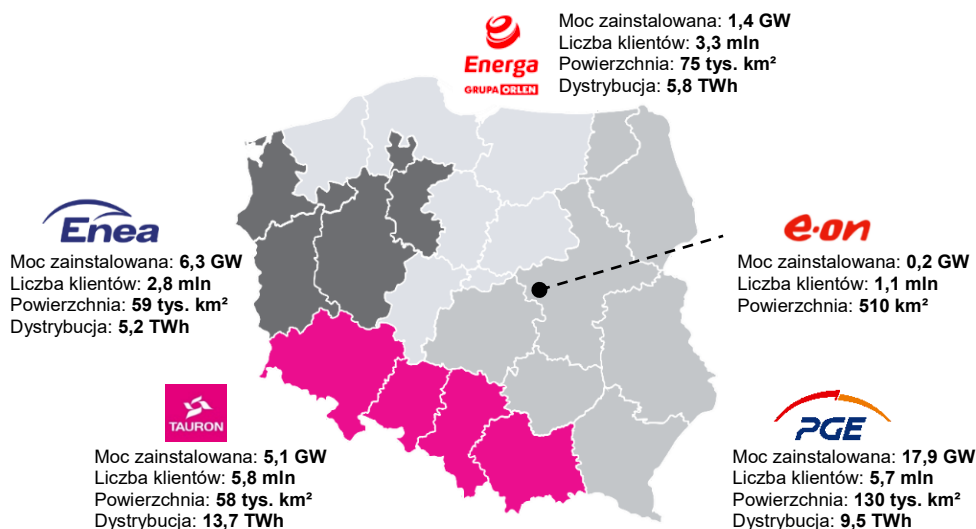 Energa
GRUPA ORLEN
Moc zainstalowana: 1,4 GW
Liczba klientów: 3,3 mln
Powierzchnia: 75 tys. km²
Dystrybucja: 5,8 TWh
Enea
Moc zainstalowana: 6,3 GW
Liczba klientów: 2,8 mln
Powierzchnia: 59 tys. km²
Dystrybucja: 5,2 TWh
e·on
Moc zainstalowana: 0,2 GW
Liczba klientów: 1,1 mln
Powierzchnia: 510 km²
TAURON
Moc zainstalowana: 5,1 GW
Liczba klientów: 5,8 mln
Powierzchnia: 58 tys. km²
Dystrybucja: 13,7 TWh
PGE
Moc zainstalowana: 17,9 GW
Liczba klientów: 5,7 mln
Powierzchnia: 130 tys. km²
Dystrybucja: 9,5 TWh